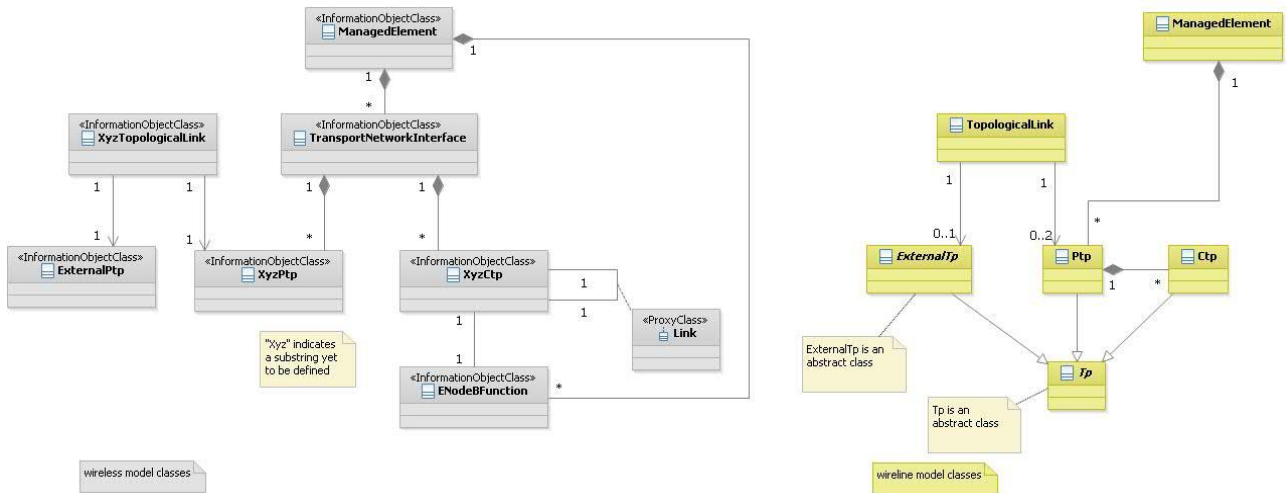 «InformationObjectClass»
ManagedElement
1
1
*
«InformationObjectClass»
XyzTopologicalLink
«InformationObjectClass»
TransportNetworkInterface
1
1
1
1
1
1
*
*
«InformationObjectClass»
ExternalPtp
«InformationObjectClass»
XyzPtp
«InformationObjectClass»
XyzCtp
1
1
«ProxyClass»
Link
"Xyz" indicates
a substring yet
to be defined
1
1
«InformationObjectClass»
ENodeBFunction
*
wireless model classes
ManagedElement
1
TopologicalLink
1
1
*
0..1
0..2
ExternalTp
Ptp
1
*
Ctp
ExternalTp is an
abstract class
Tp
Tp is an
abstract class
wireline model classes